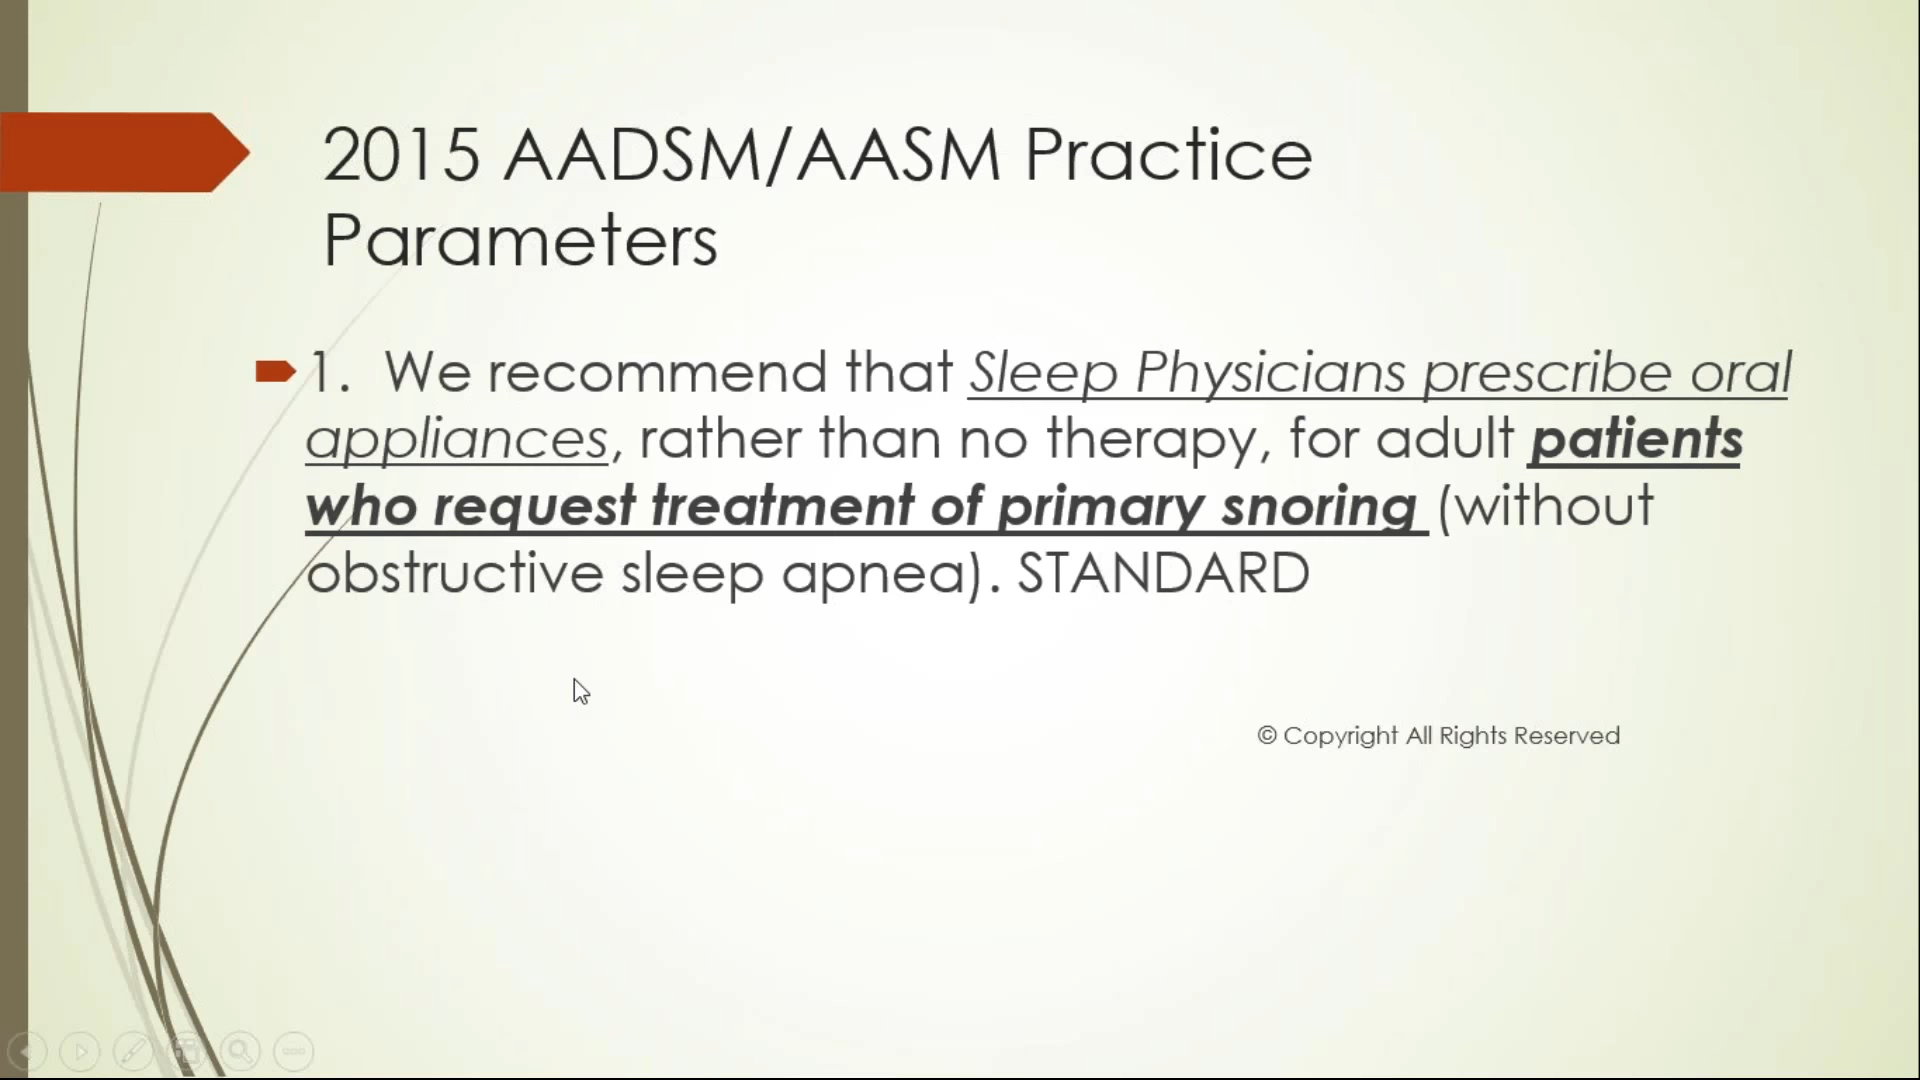 2015 AADSM/AASM Practice
Parameters
1. We recommend that Sleep Physicians prescribe oral
appliances, rather than no therapy, for adult patients
who request treatment of primary snoring (without
obstructive sleep apnea). STANDARD
© Copyright All Rights Reserved